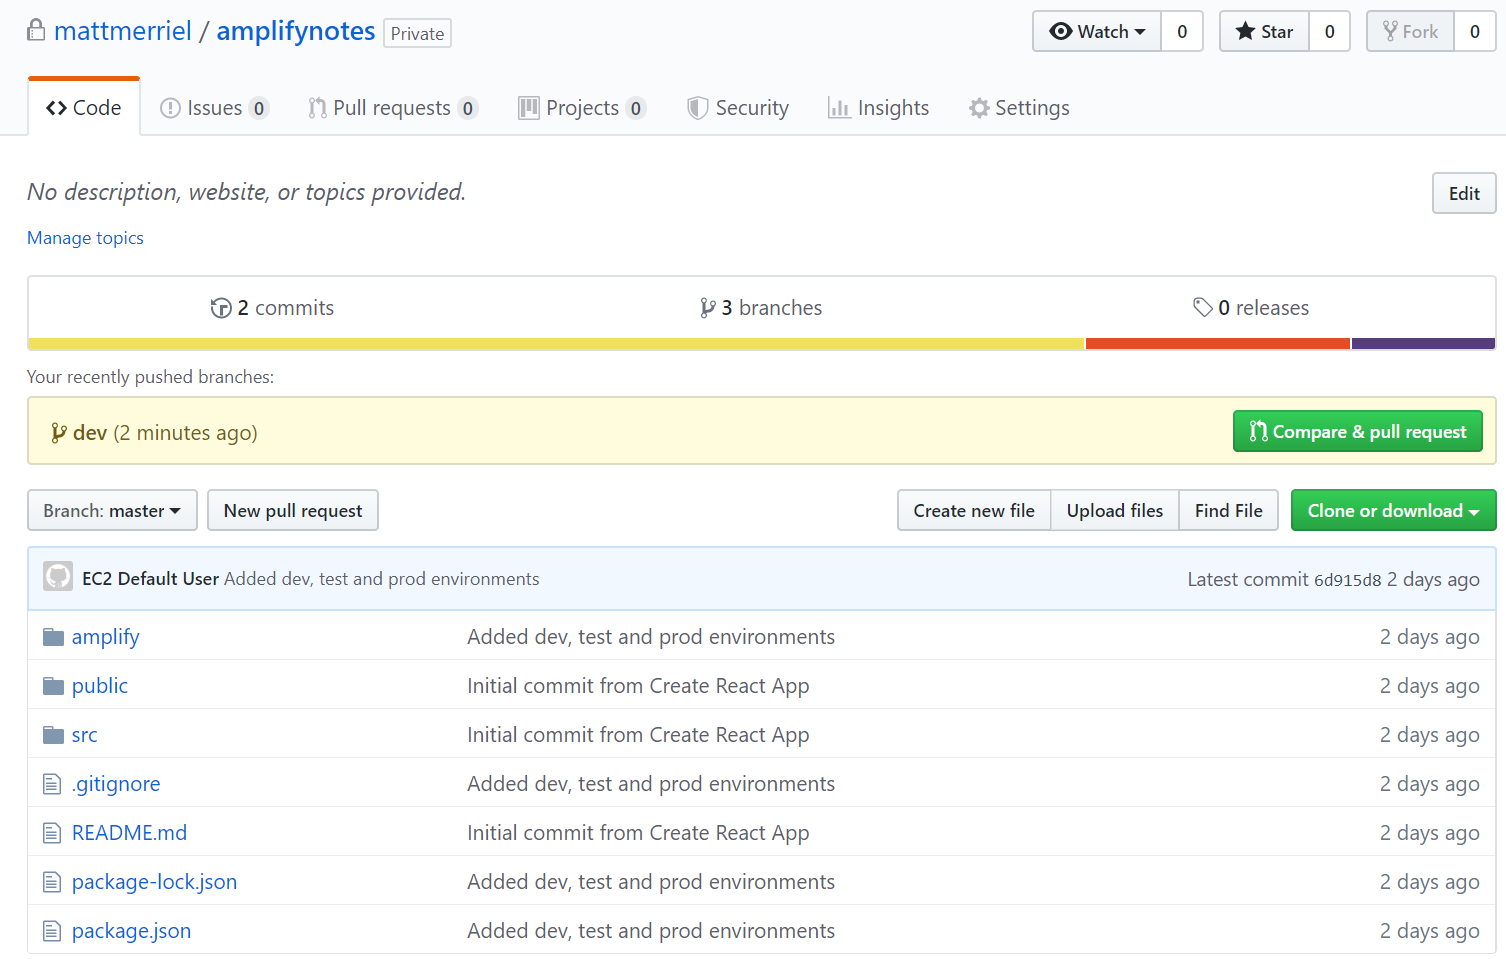 mattmerriel / amplifynotes Private Watch 0 Star 0 Fork 0
Code Issues 0 Pull requests 0 Projects 0 Security Insights Settings
No description, website, or topics provided. Edit
Manage topics
2 commits 3 branches 0 releases
Your recently pushed branches:
dev (2 minutes ago) Compare & pull request
Branch: master New pull request Create new file Upload files Find File Clone or download
EC2 Default User Added dev, test and prod environments Latest commit 6d915d8 2 days ago
amplify Added dev, test and prod environments 2 days ago
public Initial commit from Create React App 2 days ago
src Initial commit from Create React App 2 days ago
.gitignore Added dev, test and prod environments 2 days ago
README.md Initial commit from Create React App 2 days ago
package-lock.json Added dev, test and prod environments 2 days ago
package.json Added dev, test and prod environments 2 days ago